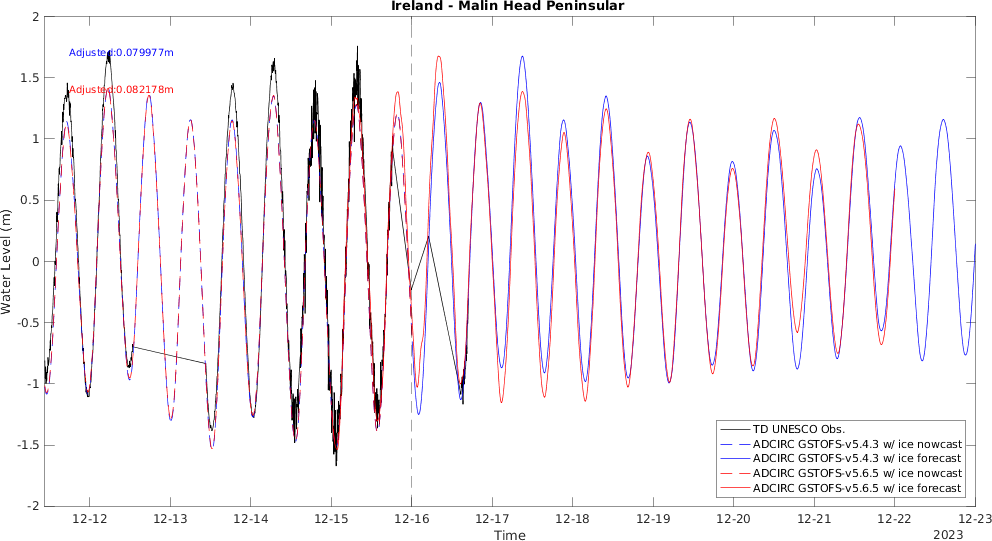 Ireland - Malin Head Peninsular
2
1.5
1
0.5
0
-0.5
-1
-1.5
-2
Water Level (m)
Adjusted:0.079977m
Adjusted:0.082178m
TD UNESCO Obs.
ADCIRC GSTOFS-v5.4.3 w/ ice nowcast
ADCIRC GSTOFS-v5.4.3 w/ ice forecast
ADCIRC GSTOFS-v5.6.5 w/ ice nowcast
ADCIRC GSTOFS-v5.6.5 w/ ice forecast
12-12 12-13 12-14 12-15 12-16 12-17 12-18 12-19 12-20 12-21 12-22 12-23
Time
2023